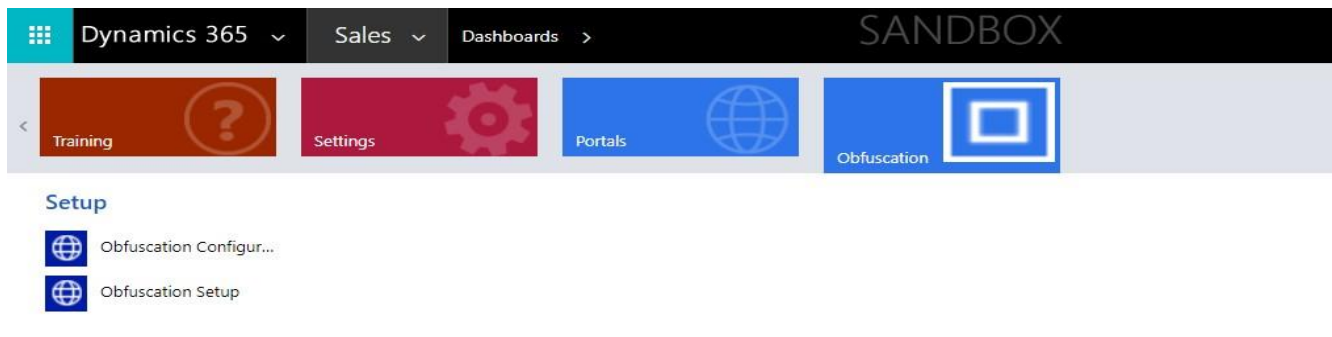 Dynamics 365 Sales Dashboards > SANDBOX
Training Settings Portals Obfuscation
Setup
Obfuscation Configur...
Obfuscation Setup